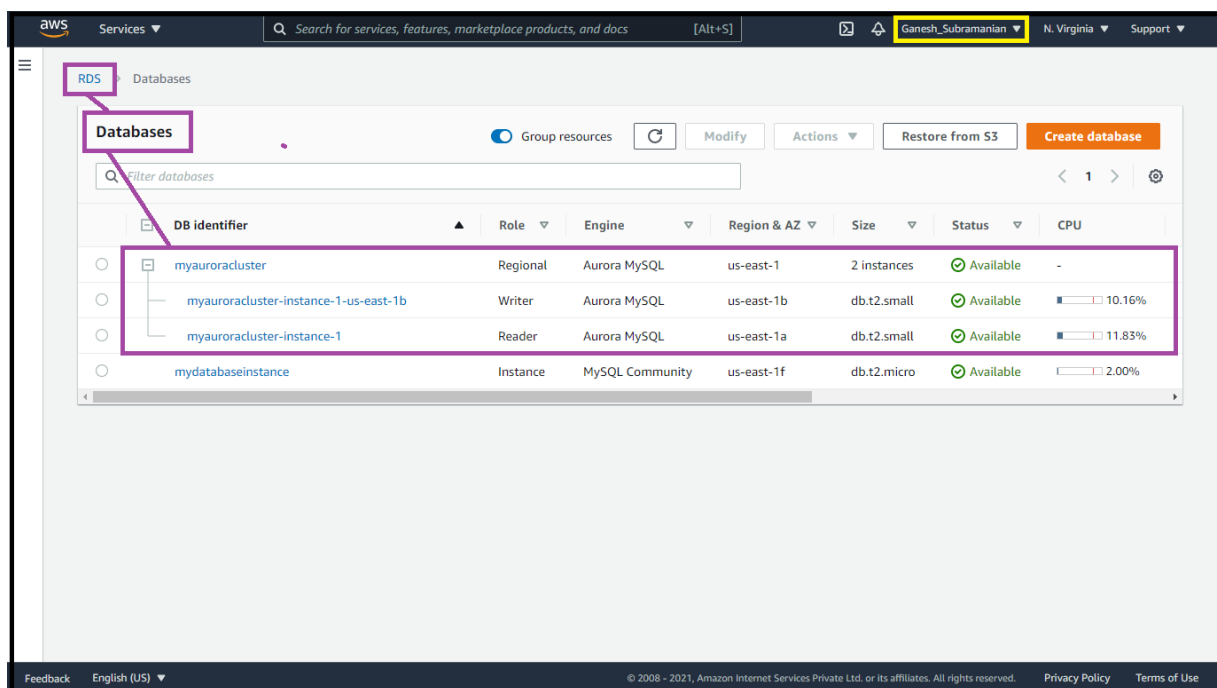 aws Services ▼ Search for services, features, marketplace products, and docs [Alt+S] Ganesh_Subramanian ▼ N. Virginia ▼ Support ▼
RDS > Databases
Databases Group resources Modify Actions ▼ Restore from S3 Create database
Filter databases < 1 >
DB identifier Role Engine Region & AZ Size Status CPU
myauroracluster Regional Aurora MySQL us-east-1 2 instances Available -
myauroracluster-instance-1-us-east-1b Writer Aurora MySQL us-east-1b db.t2.small Available 10.16%
myauroracluster-instance-1 Reader Aurora MySQL us-east-1a db.t2.small Available 11.83%
mydatabaseinstance Instance MySQL Community us-east-1f db.t2.micro Available 2.00%
Feedback English (US) ▼ © 2008 - 2021, Amazon Internet Services Private Ltd. or its affiliates. All rights reserved. Privacy Policy Terms of Use